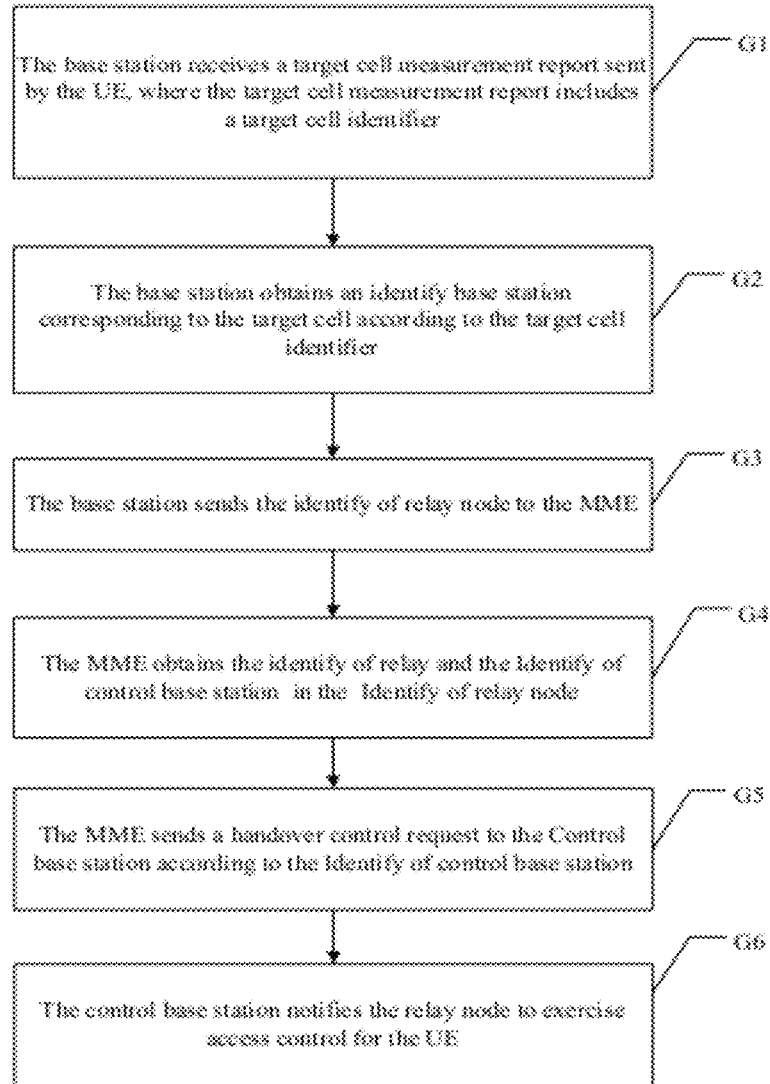 The base station receives a target cell measurement report sent
by the UE, where the target cell measurement report includes
a target cell identifier
G1
The base station obtains an identify base station
corresponding to the target cell according to the target cell
identifier
G2
The base station sends the identify of relay node to the MME
G3
The MME obtains the identify of relay and the Identify of
control base station in the Identify of relay node
G4
The MME sends a handover control request to the Control
base station according to the Identify of control base station
G5
The control base station notifies the relay node to exercise
access control for the UE
G6